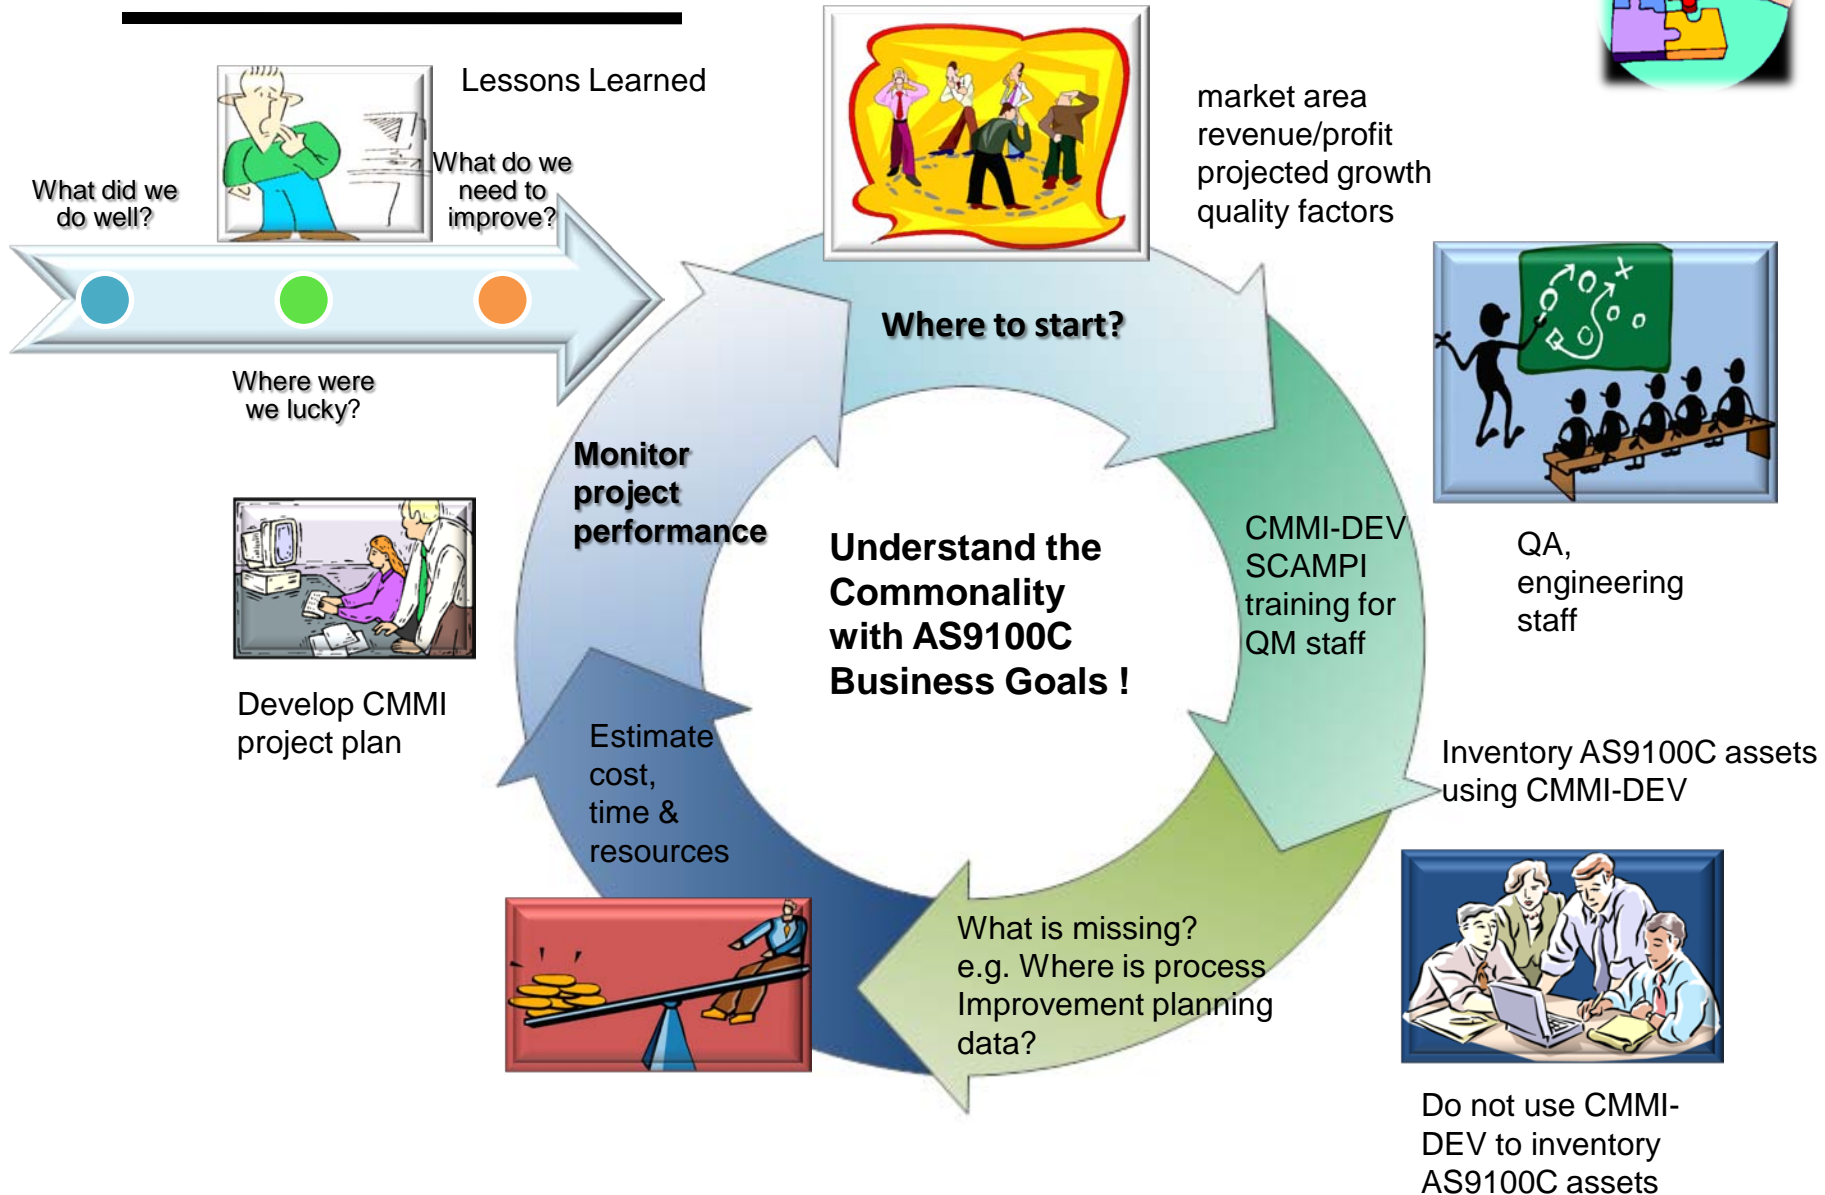 Lessons Learned
What did we
do well?
What do we
need to
improve?
Where were
we lucky?
market area
revenue/profit
projected growth
quality factors
Where to start?
CMMI-DEV
SCAMPI
training for
QM staff
QA,
engineering
staff
Inventory AS9100C assets
using CMMI-DEV
Do not use CMMI-
DEV to inventory
AS9100C assets
What is missing?
e.g. Where is process
Improvement planning
data?
Estimate
cost,
time &
resources
Develop CMMI
project plan
Monitor
project
performance
Understand the
Commonality
with AS9100C
Business Goals !